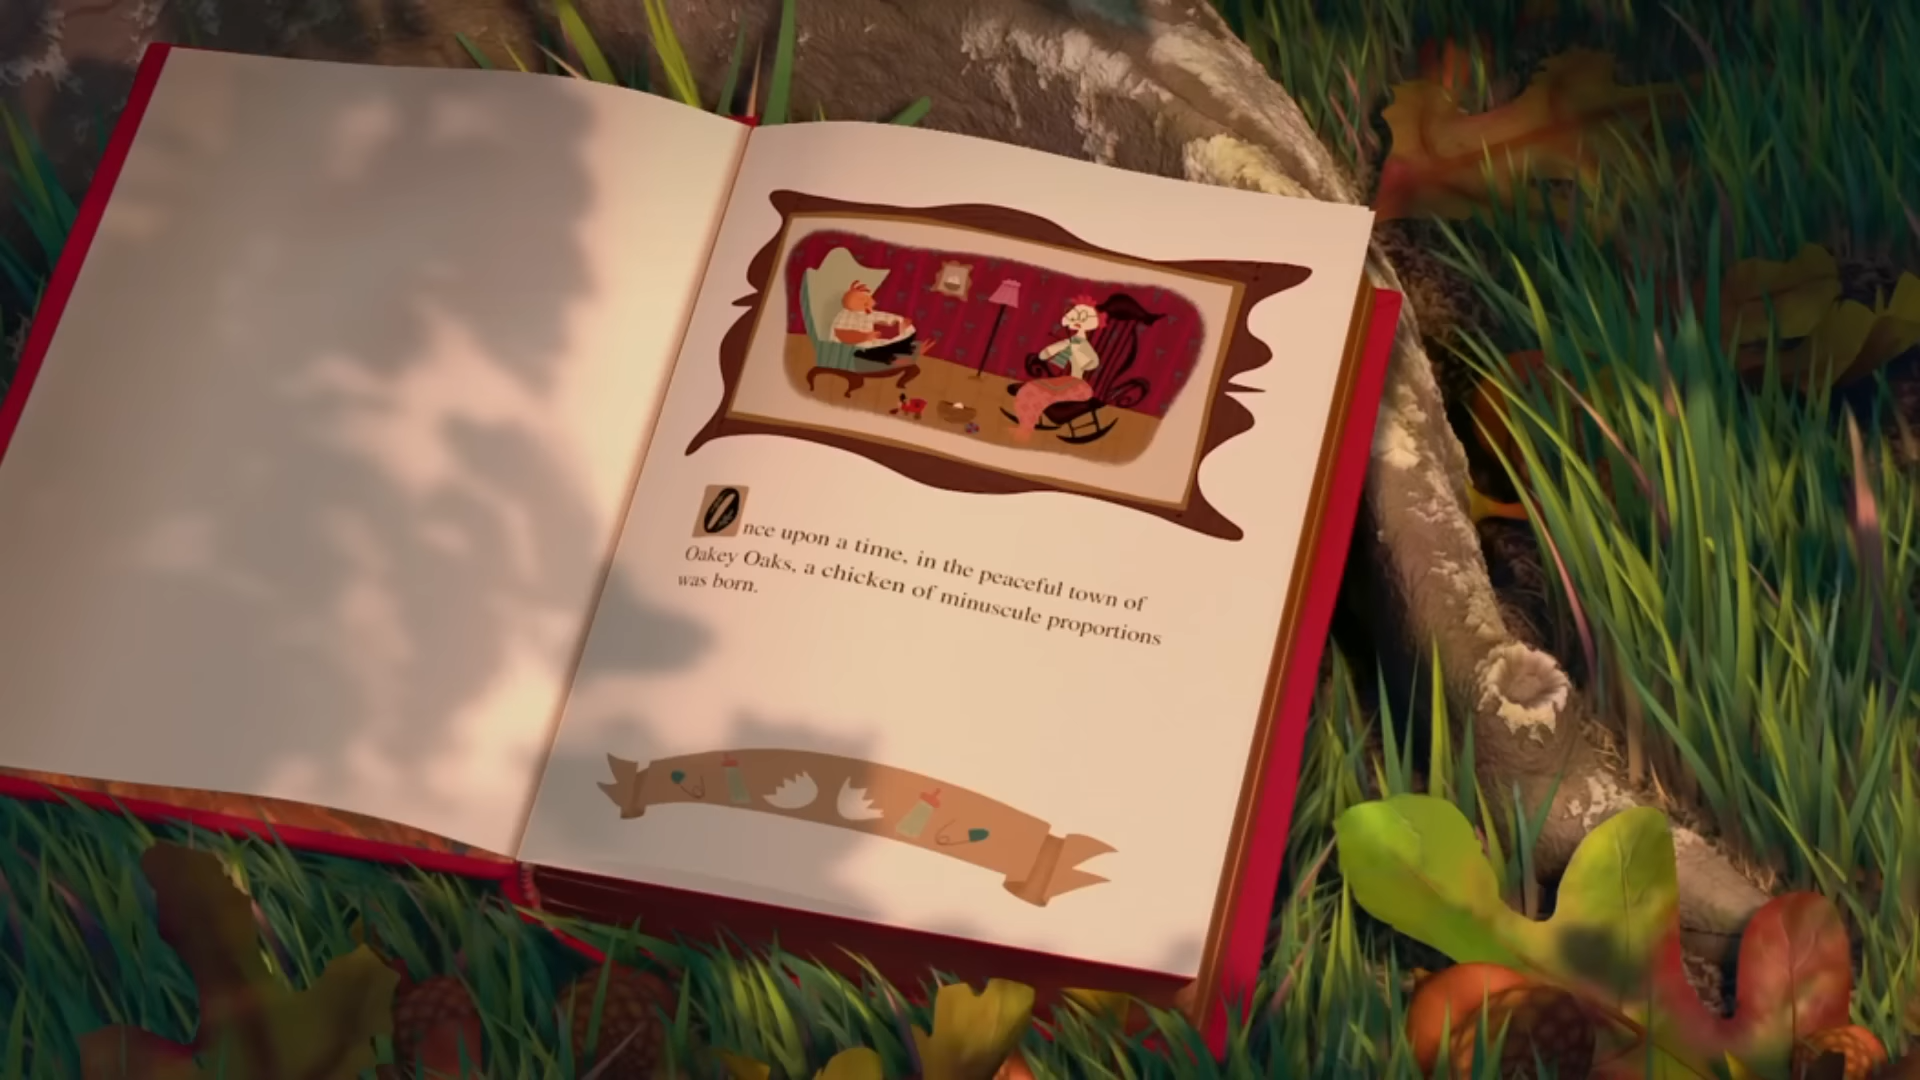 Once upon a time, in the peaceful town of
Oakey Oaks, a chicken of minuscule proportions
was born.